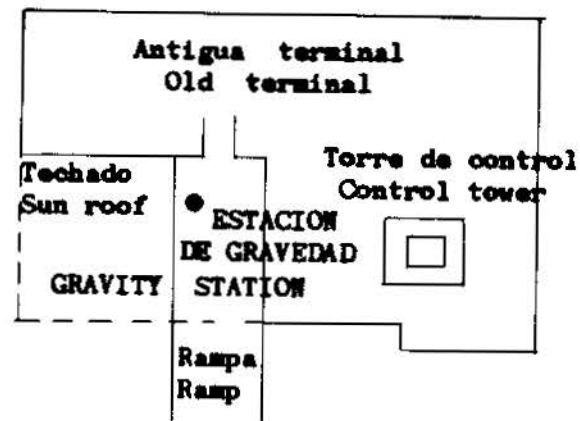 Antigua terminal
Old terminal
Techado
Sun roof
Torre de control
Control tower
ESTACION
DE GRAVEDAD
GRAVITY STATION
Rampa
Ramp